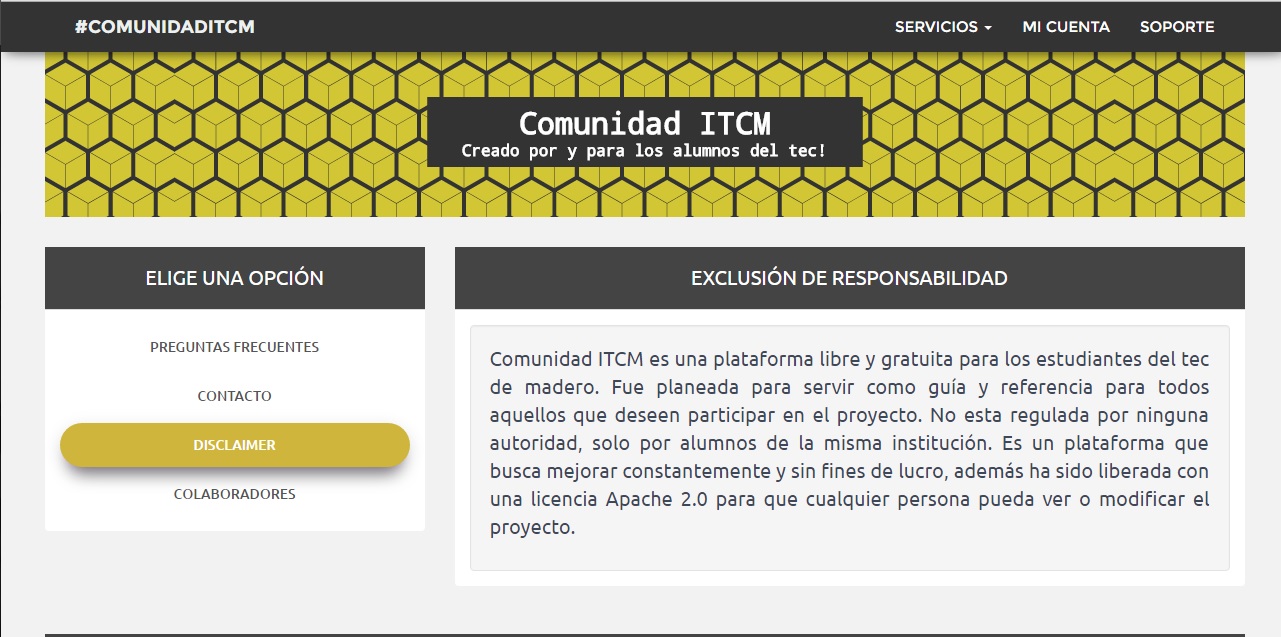 #COMUNIDADITCM
SERVICIOS
MI CUENTA
SOPORTE
Comunidad ITCM
Creado por y para los alumnos del tec!
ELIGE UNA OPCIÓN
PREGUNTAS FRECUENTES
CONTACTO
DISCLAIMER
COLABORADORES
EXCLUSIÓN DE RESPONSABILIDAD
Comunidad ITCM es una plataforma libre y gratuita para los estudiantes del tec
de madero. Fue planeada para servir como guía y referencia para todos
aquellos que deseen participar en el proyecto. No esta regulada por ninguna
autoridad, solo por alumnos de la misma institución. Es un plataforma que
busca mejorar constantemente y sin fines de lucro, además ha sido liberada con
una licencia Apache 2.0 para que cualquier persona pueda ver o modificar el
proyecto.